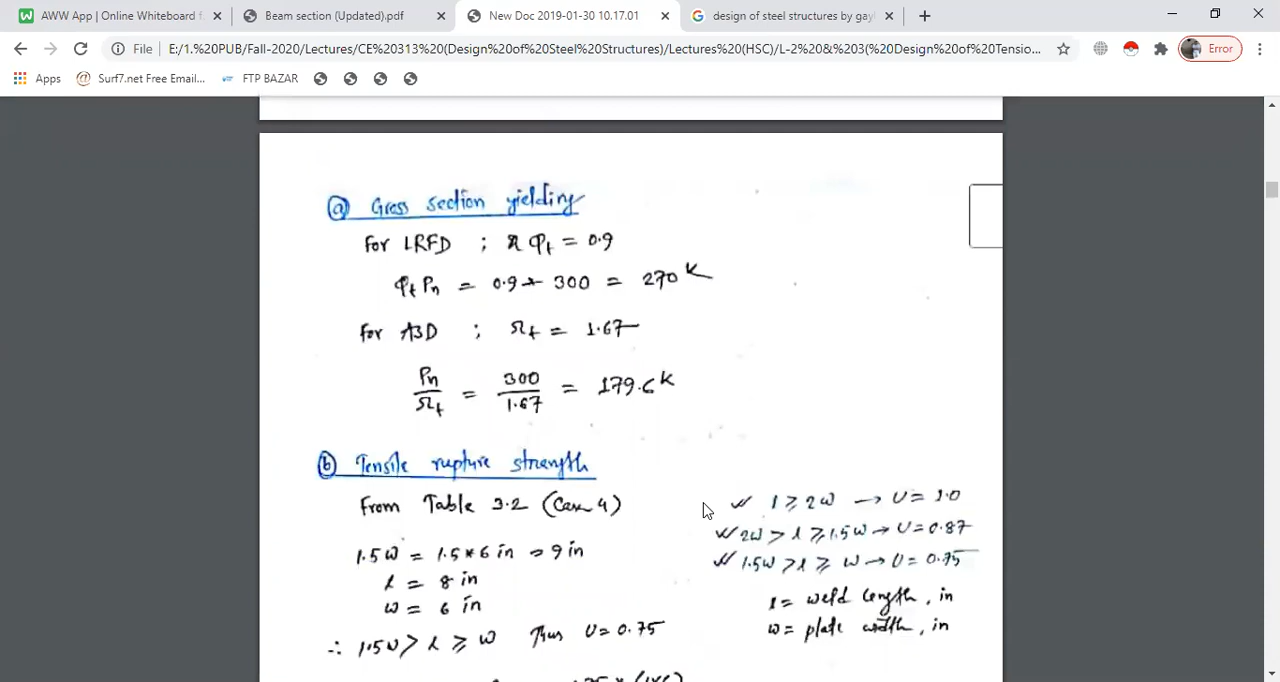 AWW App | Online Whiteboard f
Beam section (Updated).pdf
New Doc 2019-01-30 10.17.01
design of steel structures by gayl
File
E:/1.%20PUB/Fall-2020/Lectures/CE%20313%20(Design%20of%20Steel%20Structures)/Lectures%20(HSC)/L-2%20&%203(%20Design%20of%20Tensio...
Error
Apps
Surf7.net Free Email...
FTP BAZAR
(a) Gross section yielding
For LRFD ; φt = 0.9
φt Pn = 0.9 * 300 = 270 K
For ASD ; Ωt = 1.67
Pn/Ωt = 300/1.67 = 179.6 K
(b) Tensile rupture strength
From Table 3.2 (Case 4)
l ≥ 2w → U = 1.0
2w > l ≥ 1.5w → U = 0.87
1.5w = 1.5*6 in → 9 in
1.5w > l ≥ w → U = 0.75
l = 8 in
l = weld length, in
w = 6 in
w = plate width, in
∴ 1.5w > l ≥ w Thus U = 0.75